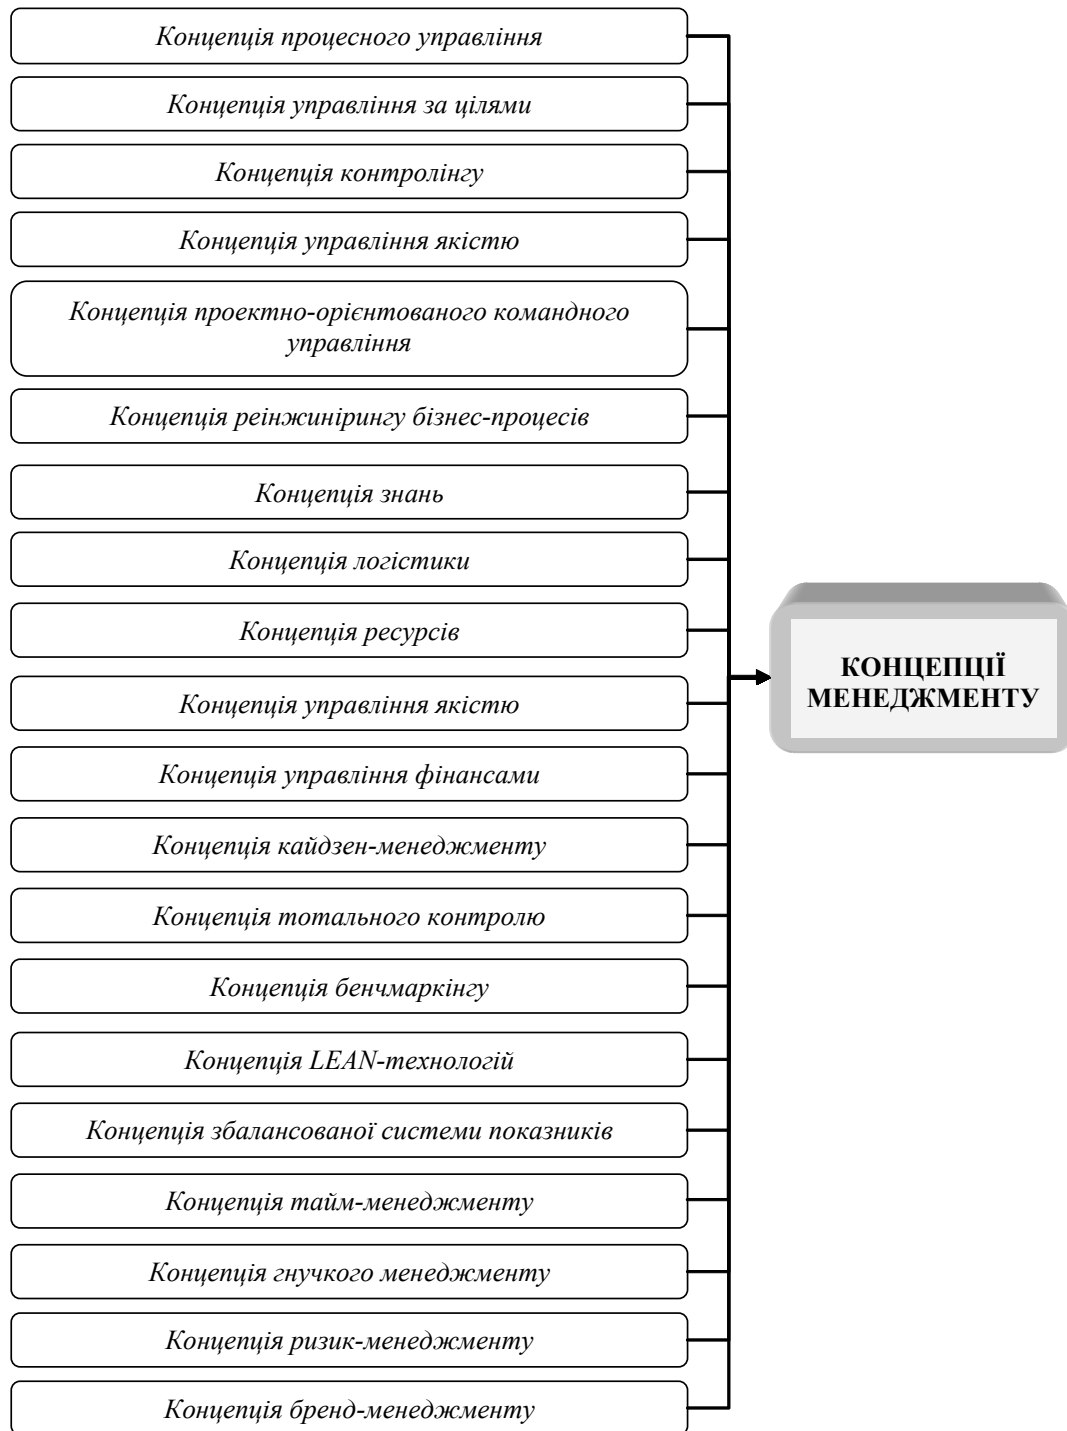 Концепція процесного управління
Концепція управління за цілями
Концепція контролінгу
Концепція управління якістю
Концепція проектно-орієнтованого командного
управління
Концепція реінжинірингу бізнес-процесів
Концепція знань
Концепція логістики
Концепція ресурсів
Концепція управління якістю
Концепція управління фінансами
Концепція кайдзен-менеджменту
Концепція тотального контролю
Концепція бенчмаркінгу
Концепція LEAN-технологій
Концепція збалансованої системи показників
Концепція тайм-менеджменту
Концепція гнучкого менеджменту
Концепція ризик-менеджменту
Концепція бренд-менеджменту
КОНЦЕПЦІЇ
МЕНЕДЖМЕНТУ